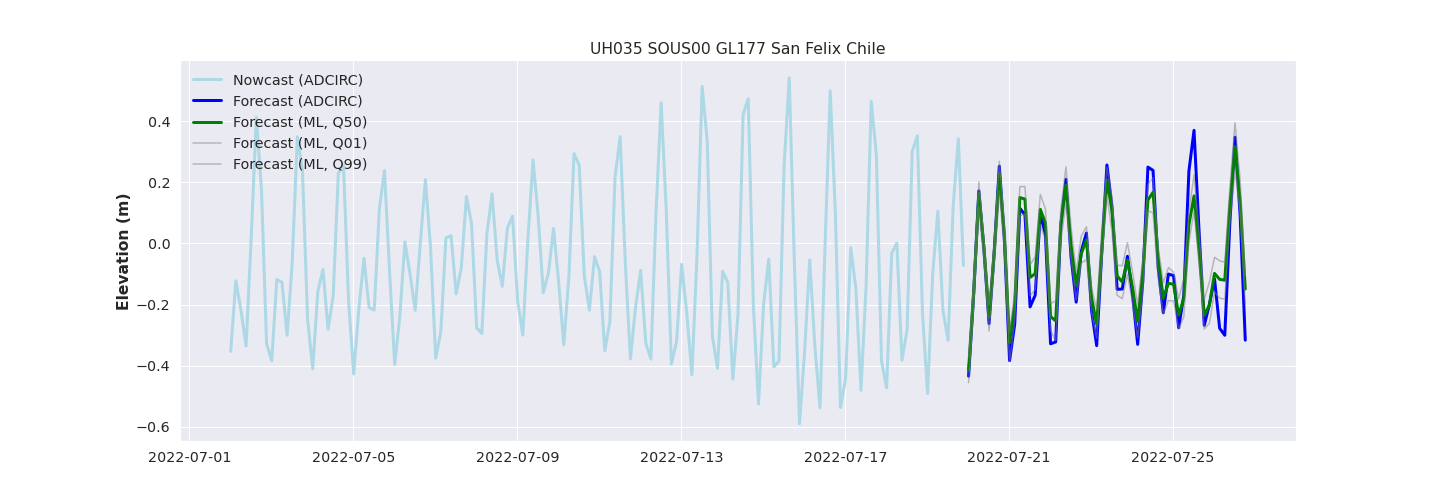 UH035 SOUS00 GL177 San Felix Chile
Nowcast (ADCIRC)
Forecast (ADCIRC)
Forecast (ML, Q50)
Forecast (ML, Q01)
Forecast (ML, Q99)
Elevation (m)
0.4
0.2
0.0
−0.2
−0.4
−0.6
2022-07-01
2022-07-05
2022-07-09
2022-07-13
2022-07-17
2022-07-21
2022-07-25